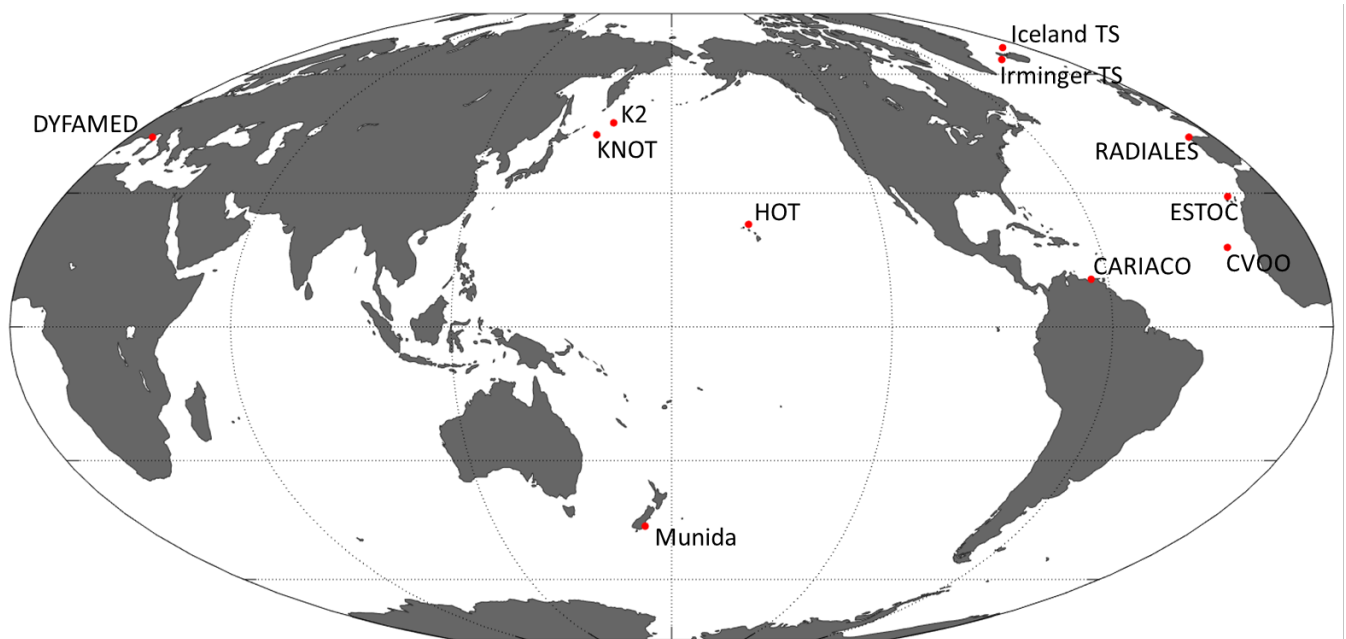 Iceland TS
Irminger TS
DYFAMED
K2
KNOT
RADIALES
HOT
ESTOC
CARIACO
CVOO
Munida